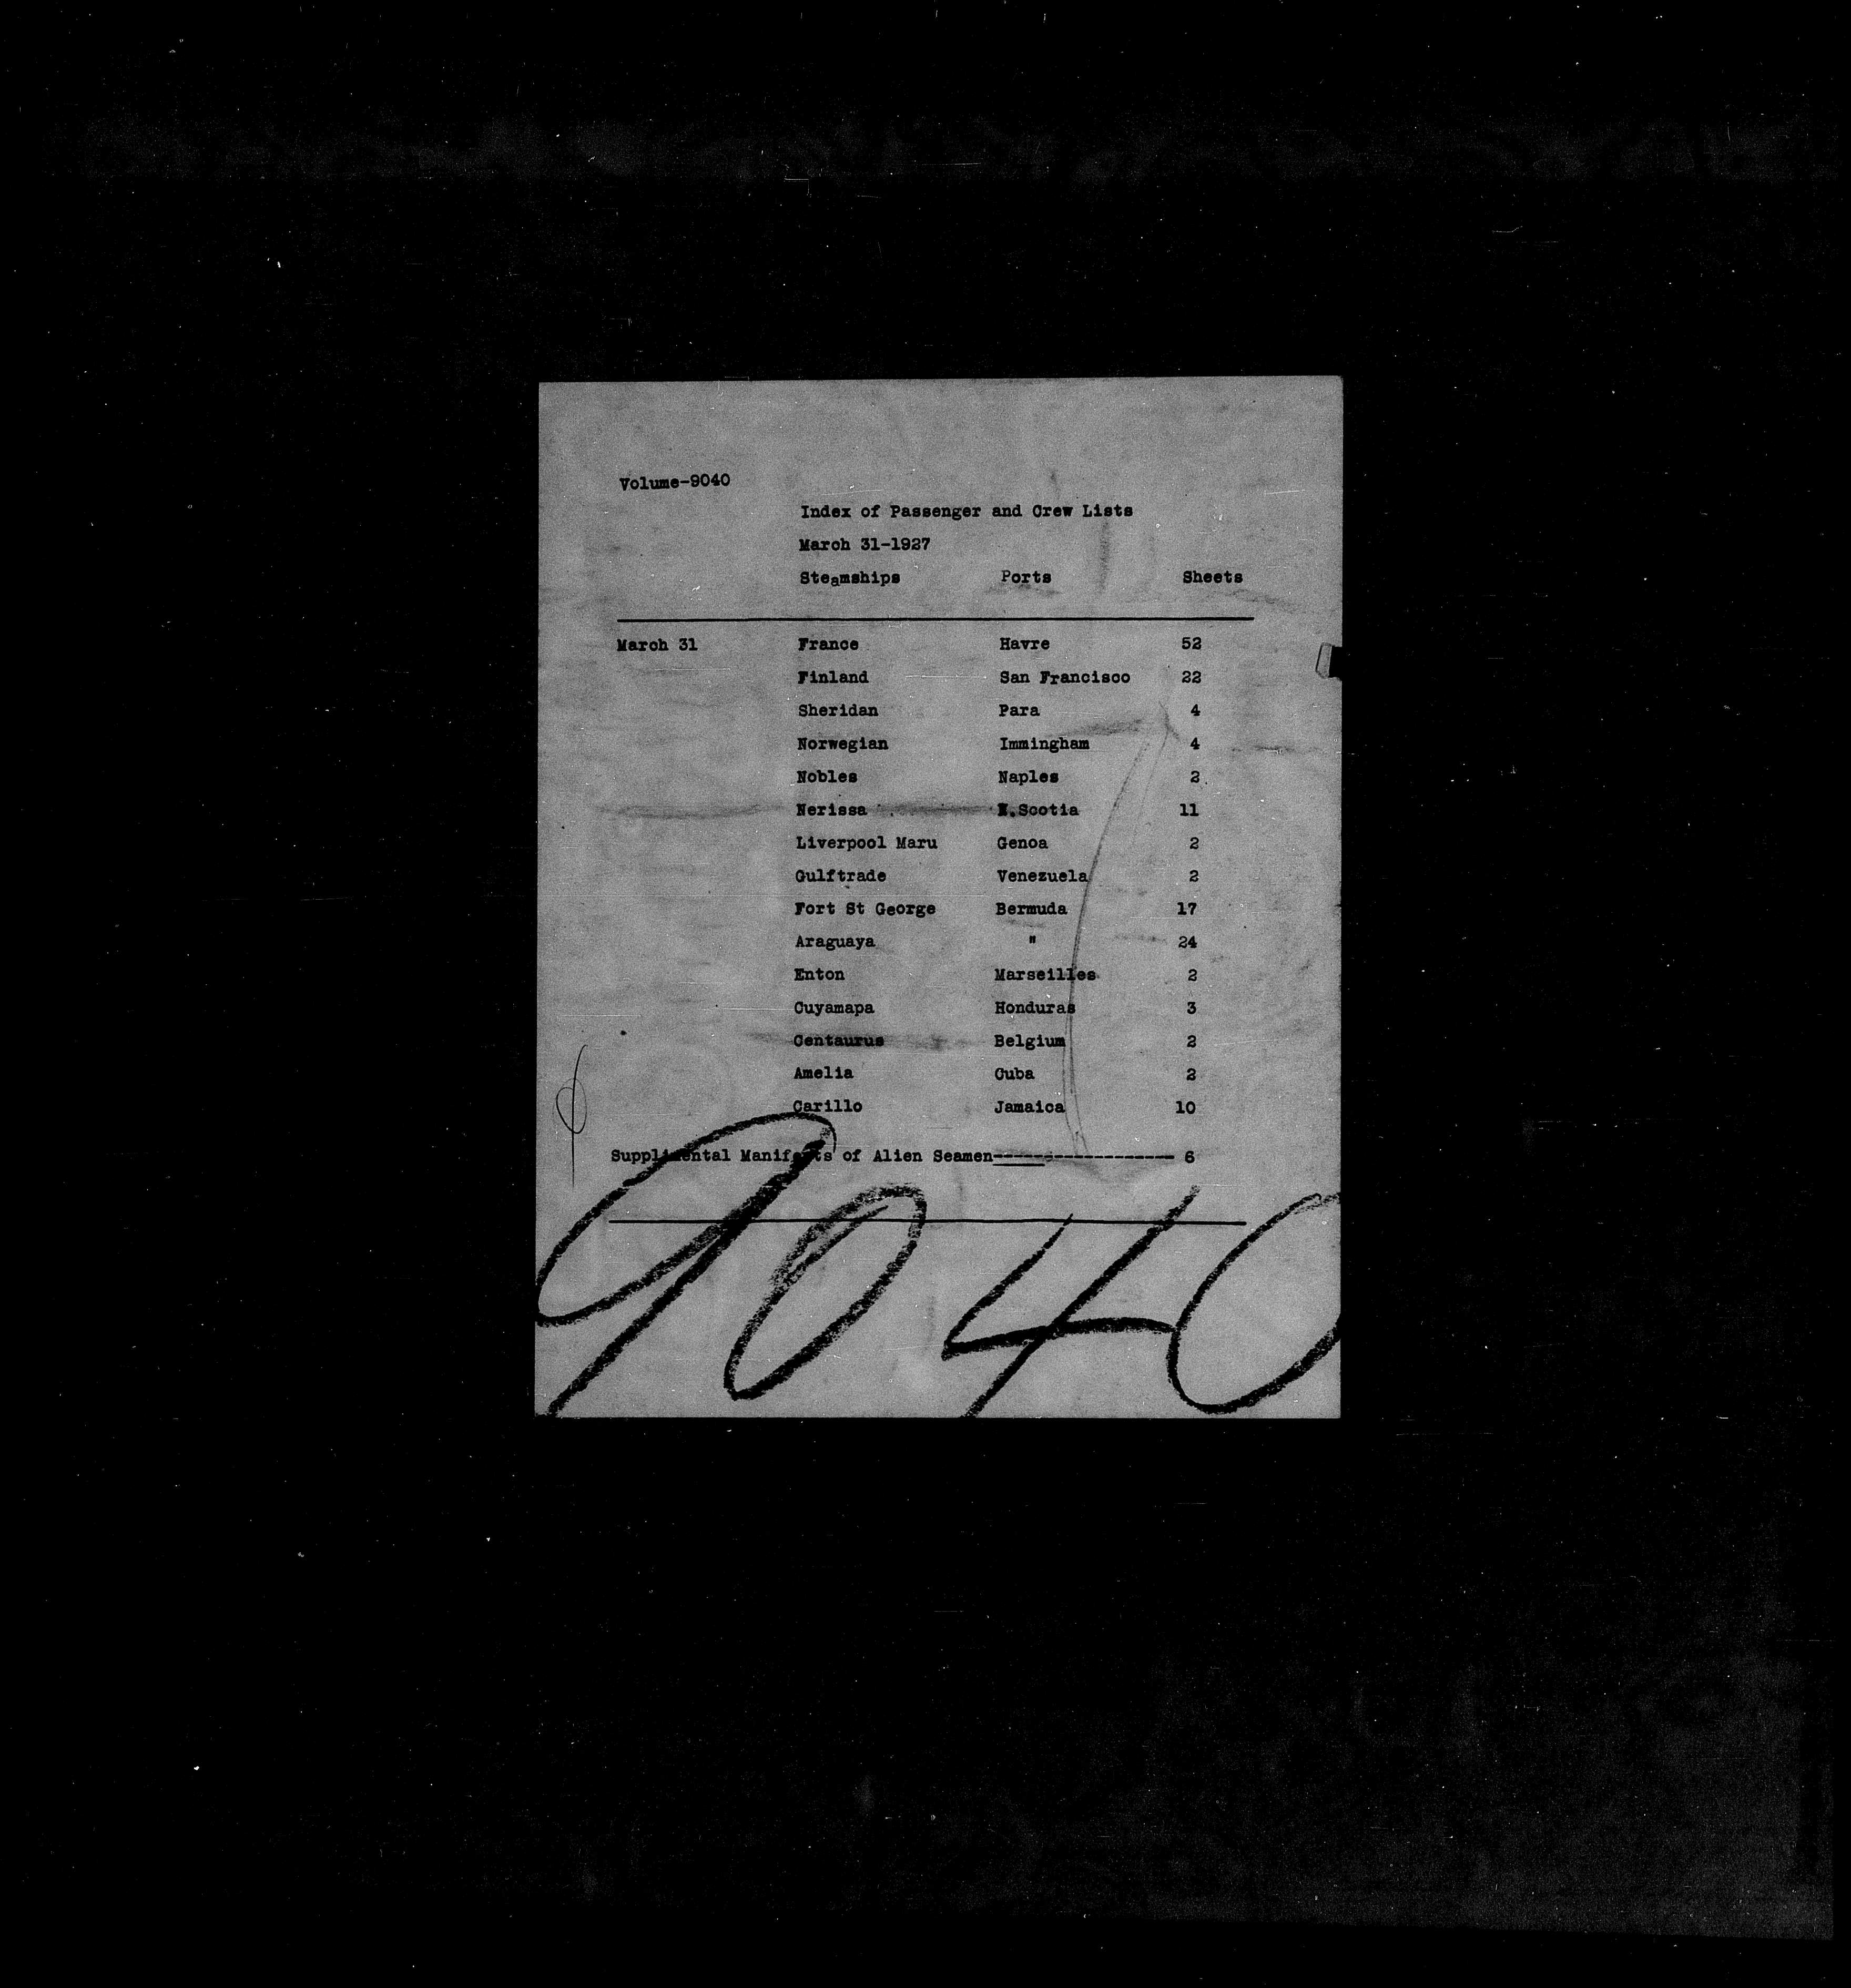 Volume-9040
Index of Passenger and Crew Lists
March 31-1927
Steamships Ports Sheets
March 31 France Havre 52
Finland San Francisco 22
Sheridan Para 4
Norwegian Immingham 4
Nobles Naples 2
Nerissa N.Scotia 11
Liverpool Maru Genoa 2
Gulftrade Venezuela 2
Fort St George Bermuda 17
Araguaya " 24
Enton Marseilles 2
Cuyamapa Honduras 3
Centaurus Belgium 2
Amelia Cuba 2
Carillo Jamaica 10
Supplimental Manifests of Alien Seamen------------------ 6
9040